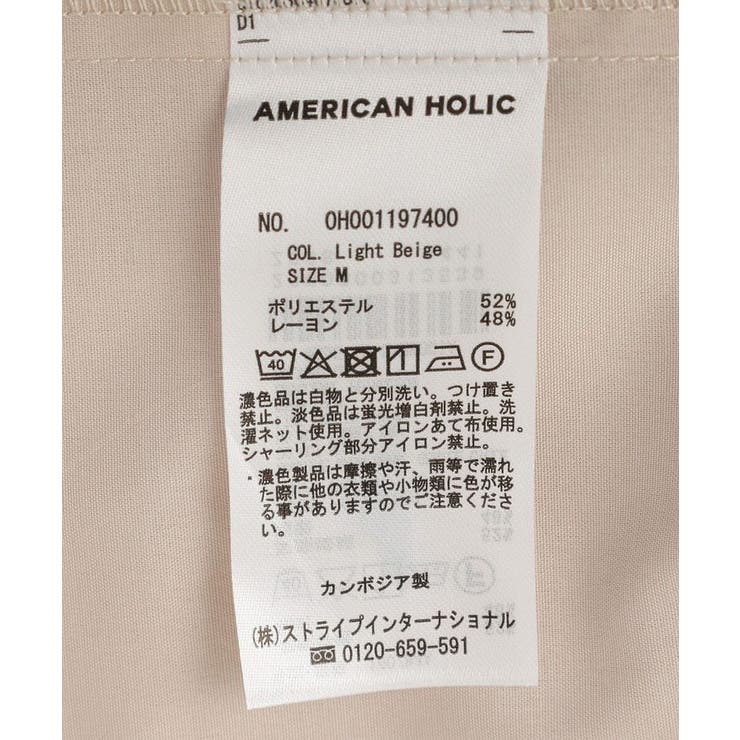 D1
AMERICAN HOLIC
NO. 0H001197400
COL. Light Beige
SIZE M
ポリエステル 52%
レーヨン 48%
40 F
濃色品は白物と分別洗い。つけ置き
禁止。淡色品は蛍光増白剤禁止。洗
濯ネット使用。アイロンあて布使用。
シャーリング部分アイロン禁止。
・濃色製品は摩擦や汗、雨等で濡れ
た際に他の衣類や小物類に色が移
る事がありますのでご注意くださ
い。
カンボジア製
(株)ストライプインターナショナル
0120-659-591